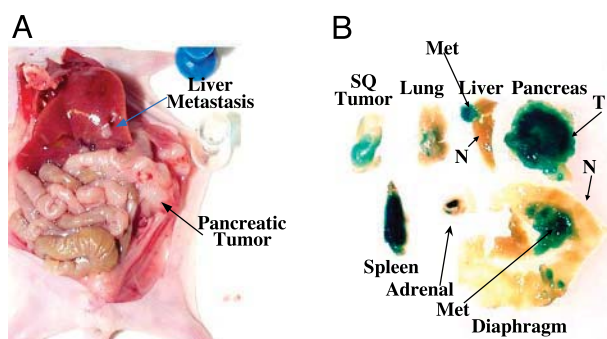 A
Liver
Metastasis
Pancreatic
Tumor
B
Met
SQ
Tumor
Lung
Liver
Pancreas
T
N
N
Spleen
Adrenal
Met
Diaphragm